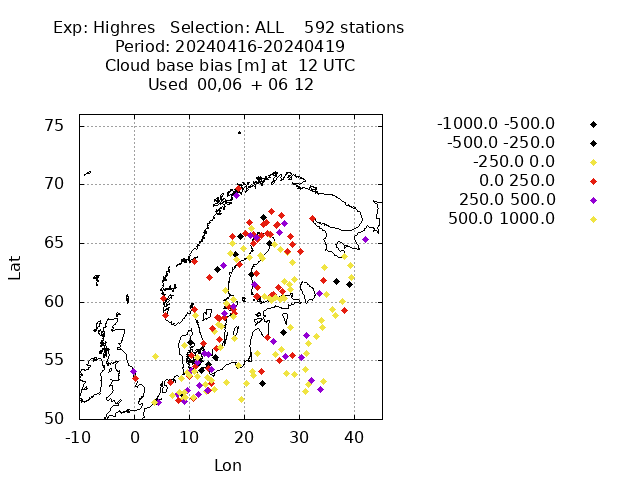 Exp: Highres   Selection: ALL    592 stations
Period: 20240416-20240419
Cloud base bias [m] at  12 UTC
Used  00,06  + 06 12
-1000.0 -500.0
-500.0 -250.0
-250.0 0.0
0.0 250.0
250.0 500.0
500.0 1000.0
Lat
75
70
65
60
55
50
-10 0 10 20 30 40
Lon